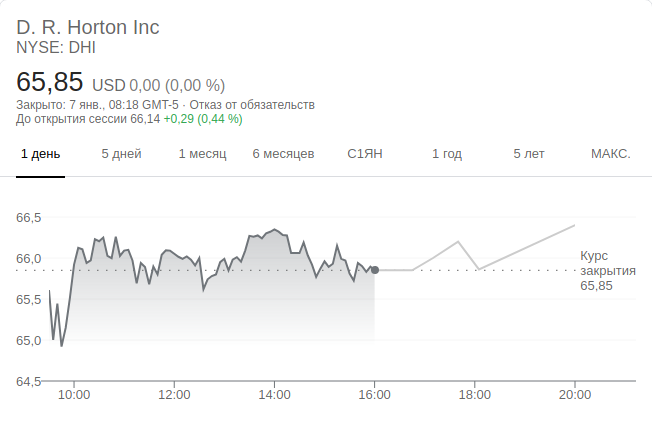 D. R. Horton Inc
NYSE: DHI
65,85 USD 0,00 (0,00 %)
Закрыто: 7 янв., 08:18 GMT-5 · Отказ от обязательств
До открытия сессии 66,14 +0,29 (0,44 %)
1 день 5 дней 1 месяц 6 месяцев С1ЯН 1 год 5 лет МАКС.
66,5
66,0
65,5
65,0
64,5
Курс
закрытия
65,85
10:00 12:00 14:00 16:00 18:00 20:00